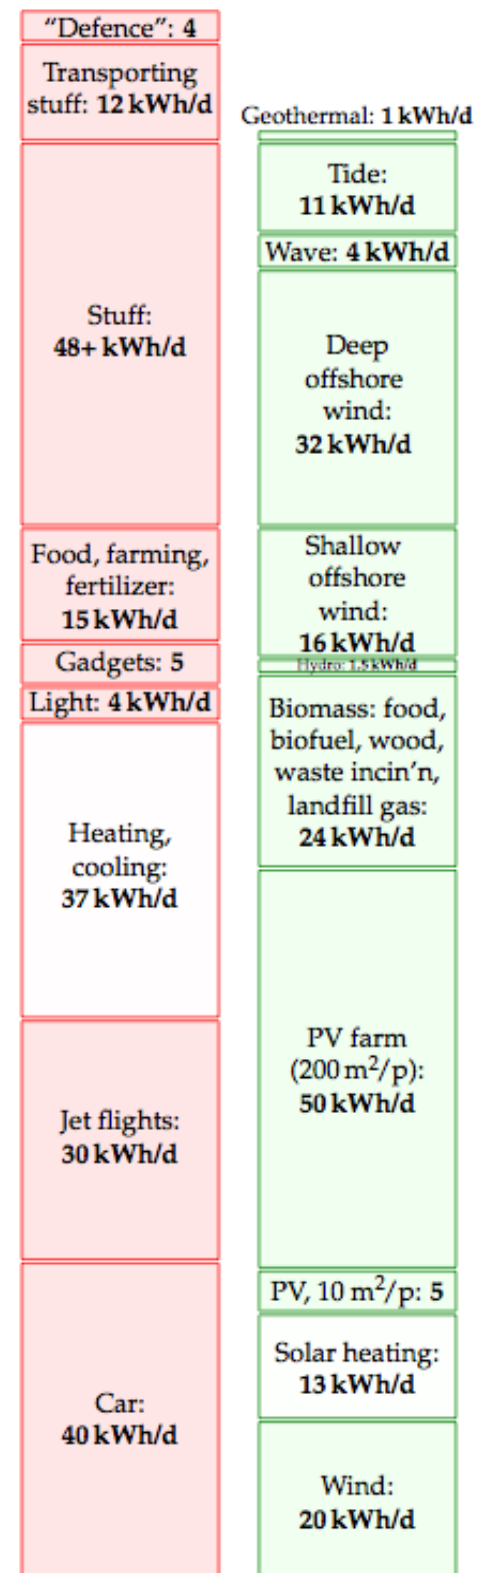 “Defence”: 4
Transporting
stuff: 12 kWh/d
Stuff:
48+ kWh/d
Food, farming,
fertilizer:
15 kWh/d
Gadgets: 5
Light: 4 kWh/d
Heating,
cooling:
37 kWh/d
Jet flights:
30 kWh/d
Car:
40 kWh/d
Geothermal: 1 kWh/d
Tide:
11 kWh/d
Wave: 4 kWh/d
Deep
offshore
wind:
32 kWh/d
Shallow
offshore
wind:
16 kWh/d
Hydro: 1.5 kWh/d
Biomass: food,
biofuel, wood,
waste incin’n,
landfill gas:
24 kWh/d
PV farm
(200 m²/p):
50 kWh/d
PV, 10 m²/p: 5
Solar heating:
13 kWh/d
Wind:
20 kWh/d